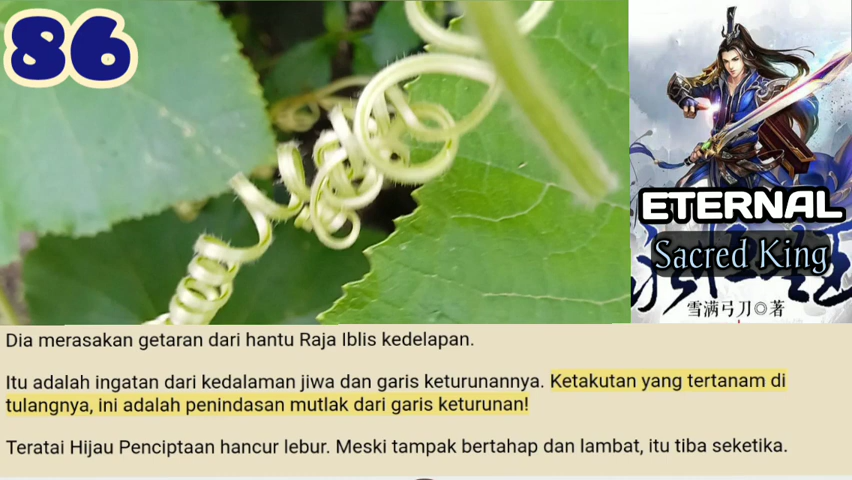 86
ETERNAL
Sacred King
雪满弓刀◎著
Dia merasakan getaran dari hantu Raja Iblis kedelapan.
Itu adalah ingatan dari kedalaman jiwa dan garis keturunannya. Ketakutan yang tertanam di
tulangnya, ini adalah penindasan mutlak dari garis keturunan!
Teratai Hijau Penciptaan hancur lebur. Meski tampak bertahap dan lambat, itu tiba seketika.